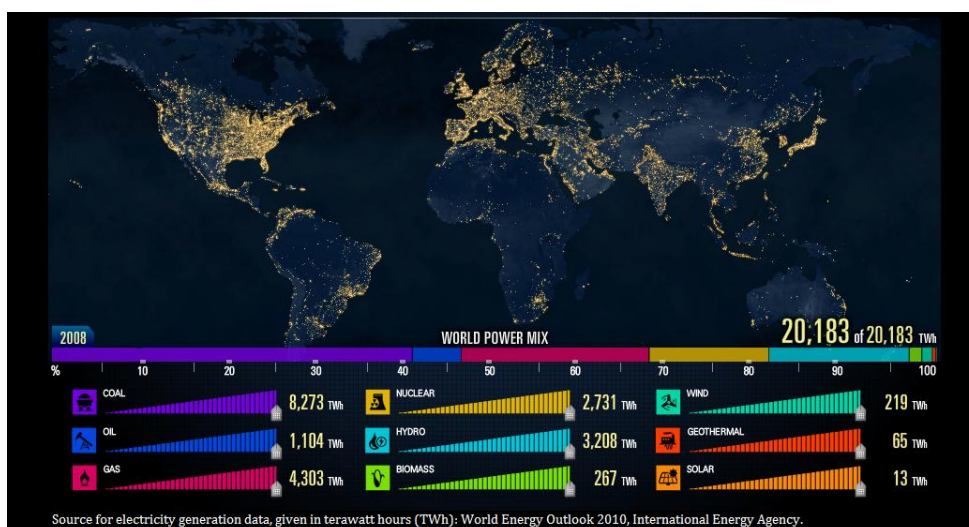 2008 WORLD POWER MIX 20,183 of 20,183 TWh
% 10 20 30 40 50 60 70 80 90 100
COAL 8,273 TWh NUCLEAR 2,731 TWh WIND 219 TWh
OIL 1,104 TWh HYDRO 3,208 TWh GEOTHERMAL 65 TWh
GAS 4,303 TWh BIOMASS 267 TWh SOLAR 13 TWh
Source for electricity generation data, given in terawatt hours (TWh): World Energy Outlook 2010, International Energy Agency.